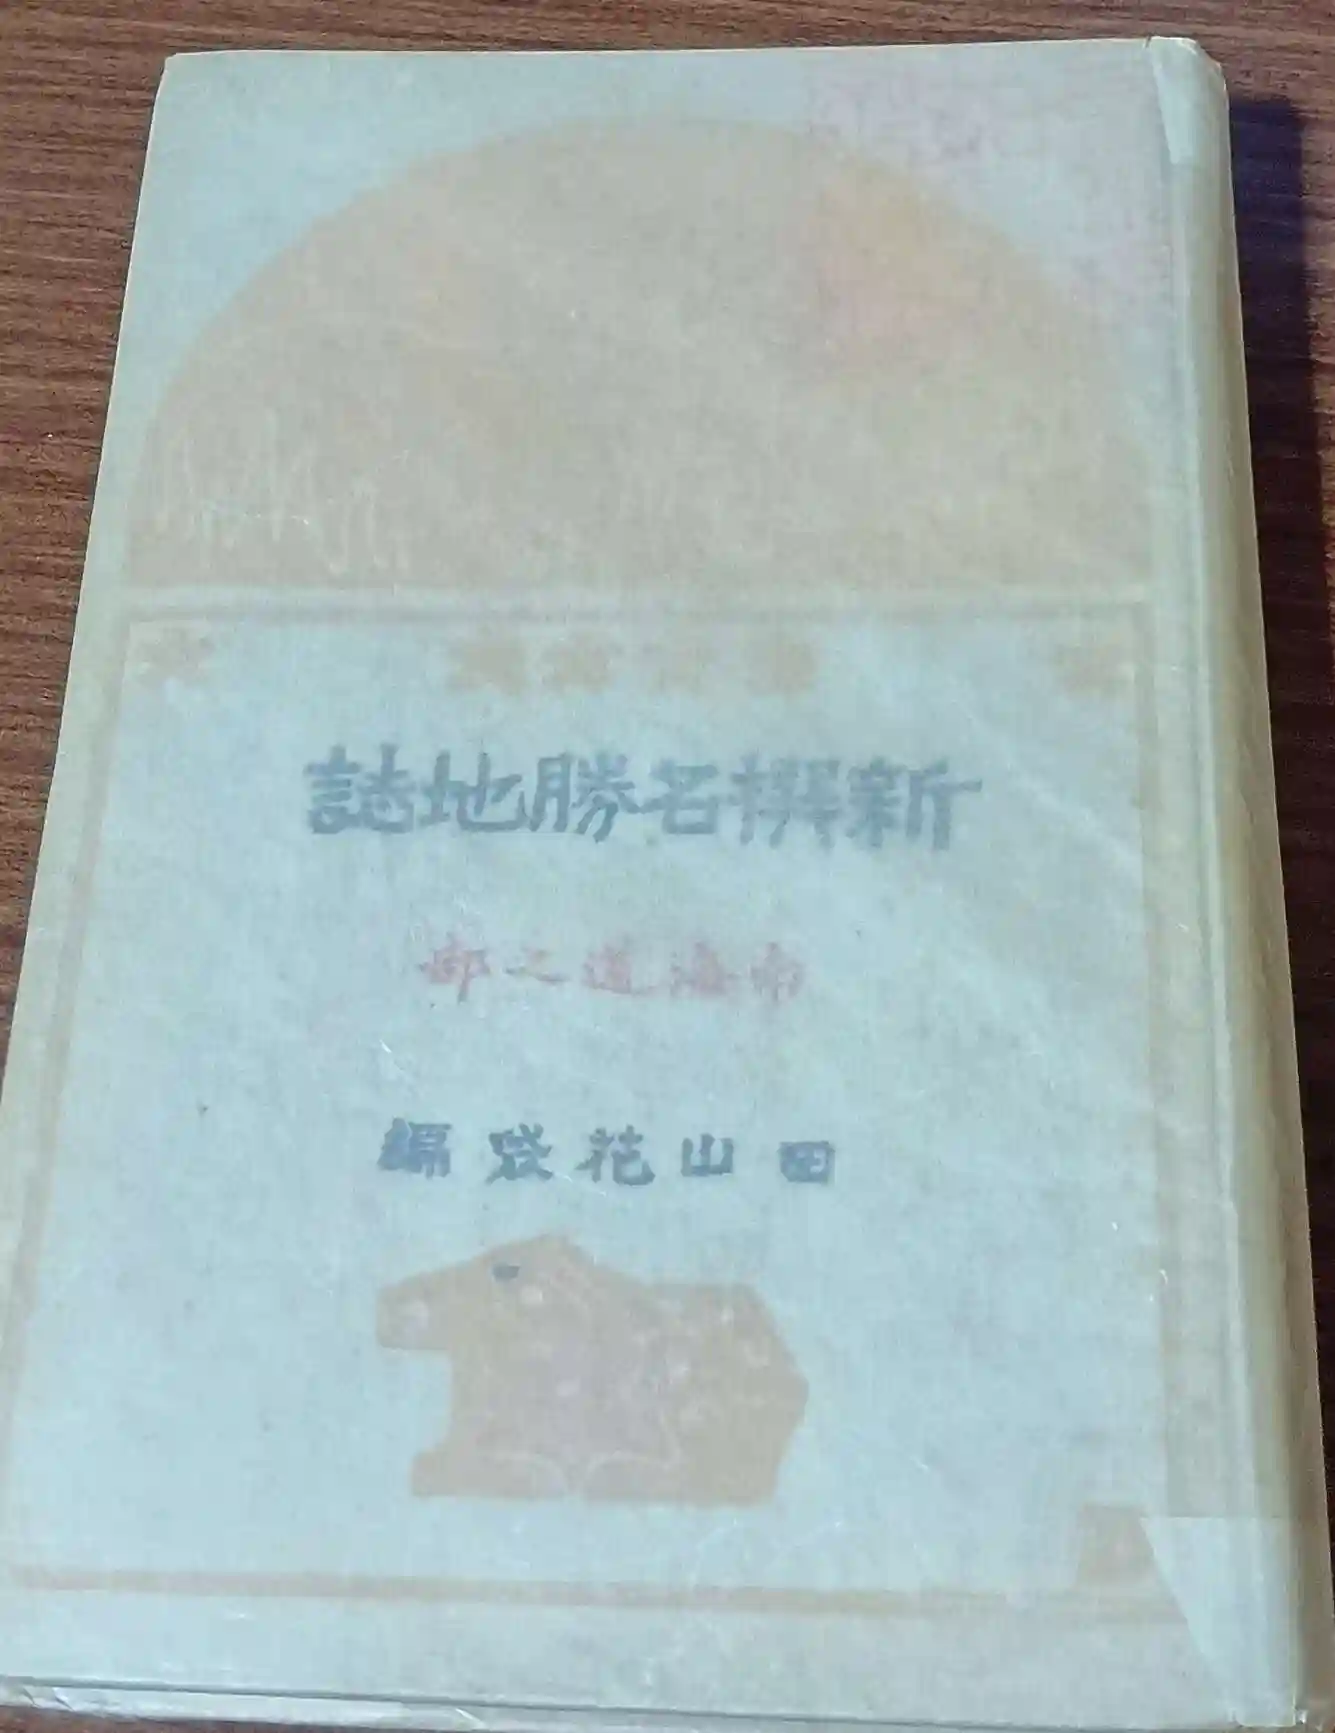 新撰名勝地誌
南海道之部
田山花袋編